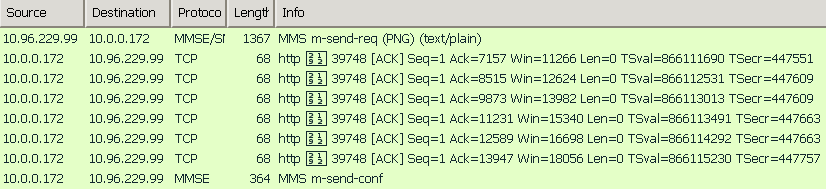 Source Destination Protoco Length Info
10.96.229.99 10.0.0.172 MMSE/SI 1367 MMS m-send-req (PNG) (text/plain)
10.0.0.172 10.96.229.99 TCP 68 http 39748 [ACK] Seq=1 Ack=7157 Win=11266 Len=0 TSval=866111690 TSecr=447551
10.0.0.172 10.96.229.99 TCP 68 http 39748 [ACK] Seq=1 Ack=8515 Win=12624 Len=0 TSval=866112531 TSecr=447609
10.0.0.172 10.96.229.99 TCP 68 http 39748 [ACK] Seq=1 Ack=9873 Win=13982 Len=0 TSval=866113013 TSecr=447609
10.0.0.172 10.96.229.99 TCP 68 http 39748 [ACK] Seq=1 Ack=11231 Win=15340 Len=0 TSval=866113491 TSecr=447663
10.0.0.172 10.96.229.99 TCP 68 http 39748 [ACK] Seq=1 Ack=12589 Win=16698 Len=0 TSval=866114292 TSecr=447663
10.0.0.172 10.96.229.99 TCP 68 http 39748 [ACK] Seq=1 Ack=13947 Win=18056 Len=0 TSval=866115230 TSecr=447757
10.0.0.172 10.96.229.99 MMSE 364 MMS m-send-conf